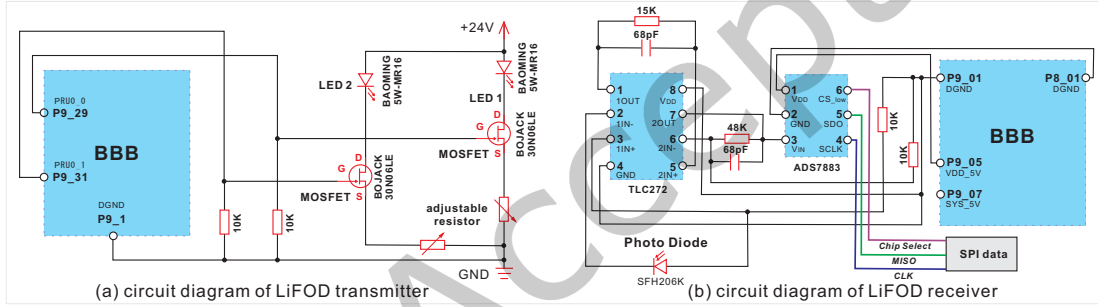 +24V
BAOMING
5W-MR16
LED 2
BAOMING
5W-MR16
LED 1
PRU0_0
P9_29
BBB
PRU0_1
P9_31
DGND
P9_1
10K
10K
D
G
S
MOSFET
BOJACK
30N06LE
D
G
S
MOSFET
BOJACK
30N06LE
adjustable
resistor
GND
(a) circuit diagram of LiFOD transmitter
15K
68pF
1
1OUT
2
1IN-
3
1IN+
4
GND
8
VDD
7
2OUT
6
2IN-
5
2IN+
TLC272
48K
68pF
1
VDD
2
GND
3
VIN
6
CS_low
5
SDO
4
SCLK
ADS7883
10K
10K
P9_01
DGND
P8_01
DGND
BBB
P9_05
VDD_5V
P9_07
SYS_5V
Photo Diode
SFH206K
Chip Select
MISO
CLK
SPI data
(b) circuit diagram of LiFOD receiver
Accep